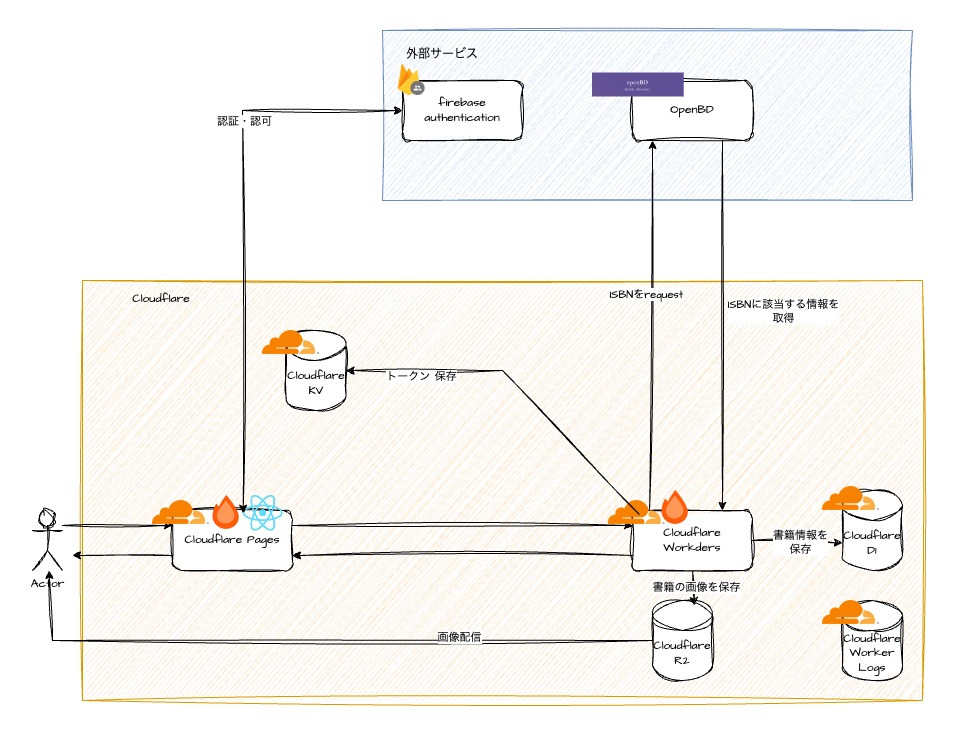 外部サービス
openBD
firebase
authentication
OpenBD
認証・認可
Cloudflare
ISBNをrequest
ISBNに該当する情報を
取得
Cloudflare
KV
トークン 保存
Cloudflare Pages
Cloudflare
Workders
書籍情報を
保存
Cloudflare
D1
Actor
書籍の画像を保存
画像配信
Cloudflare
R2
Cloudflare
Worker
Logs